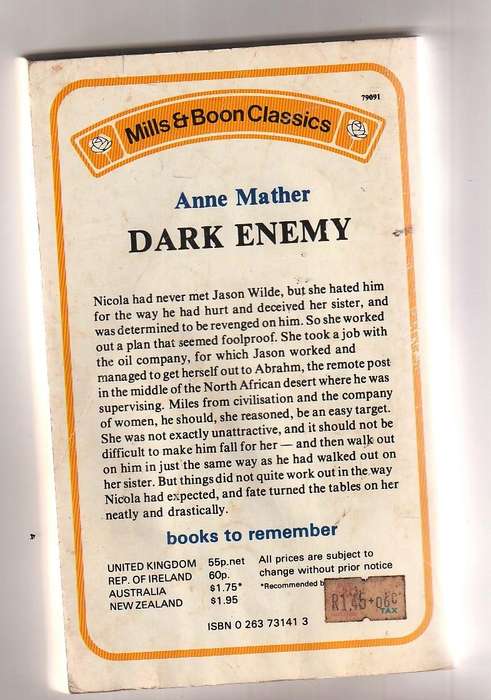 79091
Mills & Boon Classics
Anne Mather
DARK ENEMY
Nicola had never met Jason Wilde, but she hated him
for the way he had hurt and deceived her sister, and
was determined to be revenged on him. So she worked
out a plan that seemed foolproof. She took a job with
the oil company, for which Jason worked and
managed to get herself out to Abrahm, the remote post
in the middle of the North African desert where he was
supervising. Miles from civilisation and the company
of women, he should, she reasoned, be an easy target.
She was not exactly unattractive, and it should not be
difficult to make him fall for her — and then walk out
on him in just the same way as he had walked out on
her sister. But things did not quite work out in the way
Nicola had expected, and fate turned the tables on her
neatly and drastically.
books to remember
UNITED KINGDOM 55p.net
REP. OF IRELAND 60p.
AUSTRALIA $1.75*
NEW ZEALAND $1.95
All prices are subject to
change without prior notice
*Recommended
R1,45+06c
TAX
ISBN 0 263 73141 3